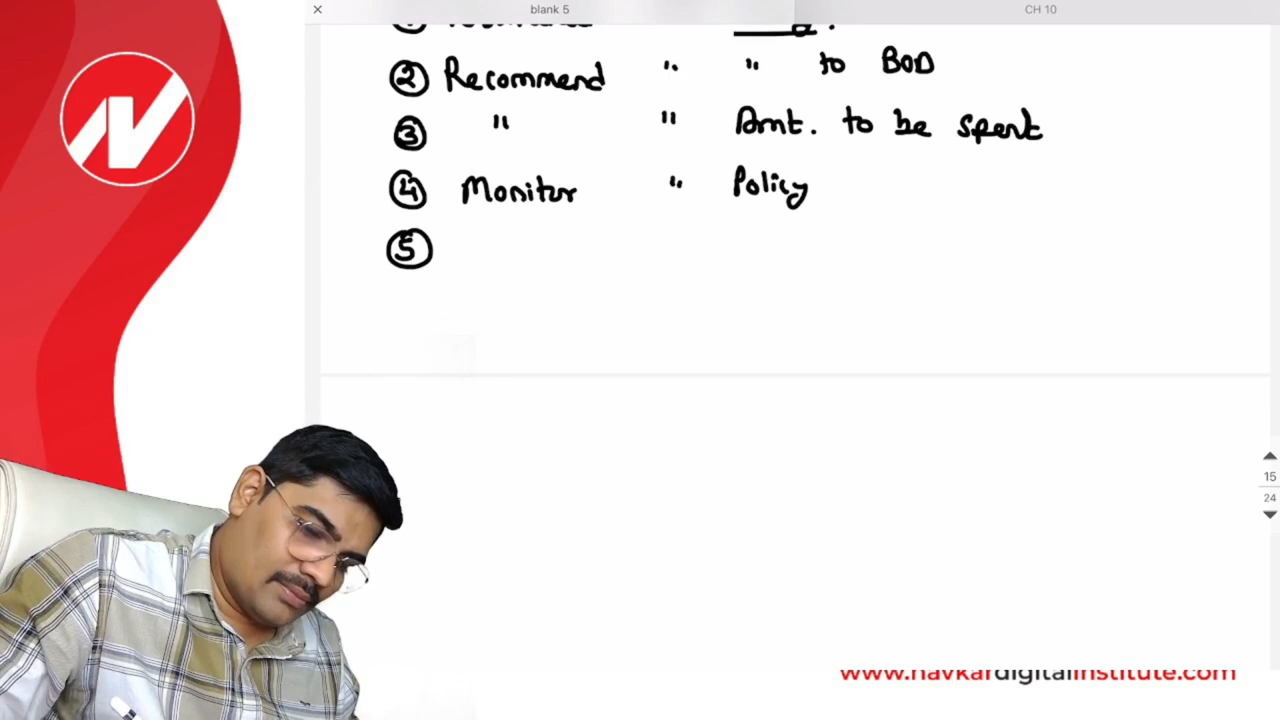 blank 5
CH 10
② Recommend " " to BOD
③ " " Amt. to be spent
④ Monitor " Policy
⑤
15
24
www.navkardigitalinstitute.com